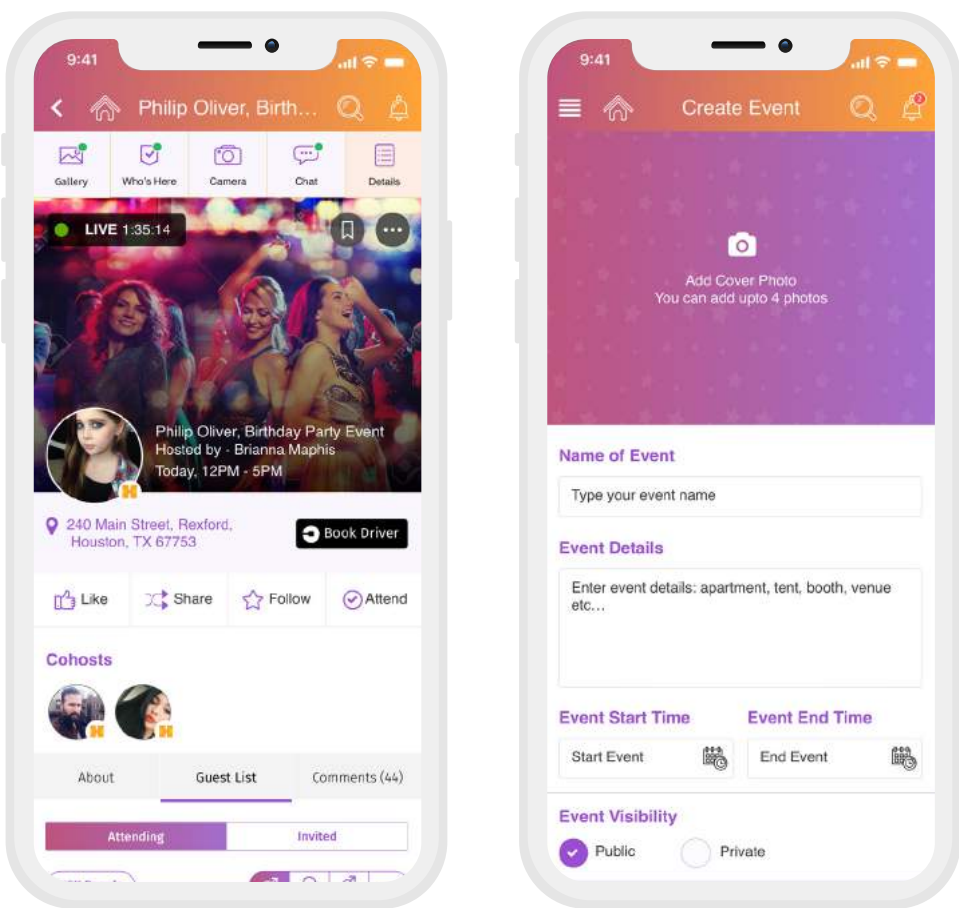 9:41
Philip Oliver, Birth...
Gallery
Who's Here
Camera
Chat
Details
LIVE 1:35:14
Philip Oliver, Birthday Party Event
Hosted by - Brianna Maphis
Today, 12PM - 5PM
240 Main Street, Rexford,
Houston, TX 67753
Book Driver
Like
Share
Follow
Attend
Cohosts
About
Guest List
Comments (44)
Attending
Invited
9:41
Create Event
2
Add Cover Photo
You can add upto 4 photos
Name of Event
Type your event name
Event Details
Enter event details: apartment, tent, booth, venue
etc...
Event Start Time
Event End Time
Start Event
End Event
Event Visibility
Public
Private